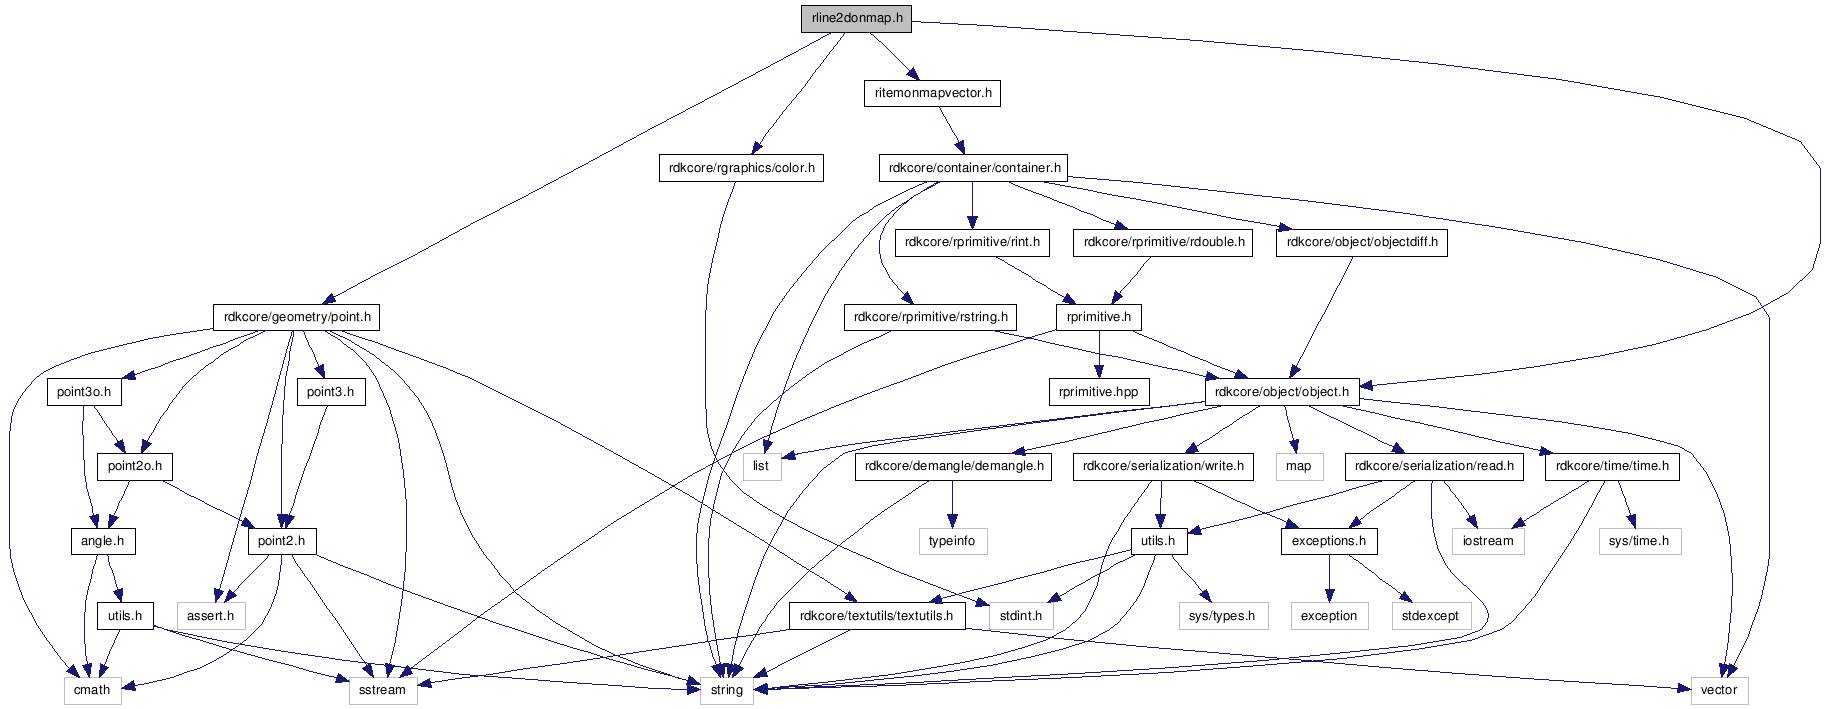 rline2donmap.h
ritemonmapvector.h
rdkcore/rgraphics/color.h
rdkcore/container/container.h
rdkcore/rprimitive/rint.h
rdkcore/rprimitive/rdouble.h
rdkcore/object/objectdiff.h
rdkcore/geometry/point.h
rdkcore/rprimitive/rstring.h
rprimitive.h
point3o.h
point3.h
rprimitive.hpp
rdkcore/object/object.h
point2o.h
list
rdkcore/demangle/demangle.h
rdkcore/serialization/write.h
map
rdkcore/serialization/read.h
rdkcore/time/time.h
angle.h
point2.h
typeinfo
utils.h
exceptions.h
iostream
sys/time.h
utils.h
assert.h
rdkcore/textutils/textutils.h
stdint.h
sys/types.h
exception
stdexcept
cmath
sstream
string
vector